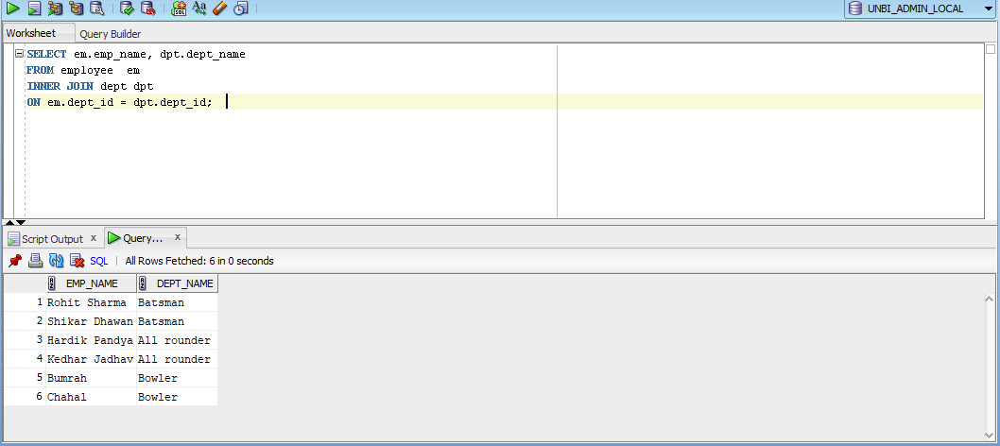 UNBI_ADMIN_LOCAL
Worksheet Query Builder
SELECT em.emp_name, dpt.dept_name
FROM employee  em
INNER JOIN dept dpt
ON em.dept_id = dpt.dept_id;
Script Output x Query... x
SQL | All Rows Fetched: 6 in 0 seconds
EMP_NAME DEPT_NAME
1 Rohit Sharma Batsman
2 Shikar Dhawan Batsman
3 Hardik Pandya All rounder
4 Kedhar Jadhav All rounder
5 Bumrah Bowler
6 Chahal Bowler